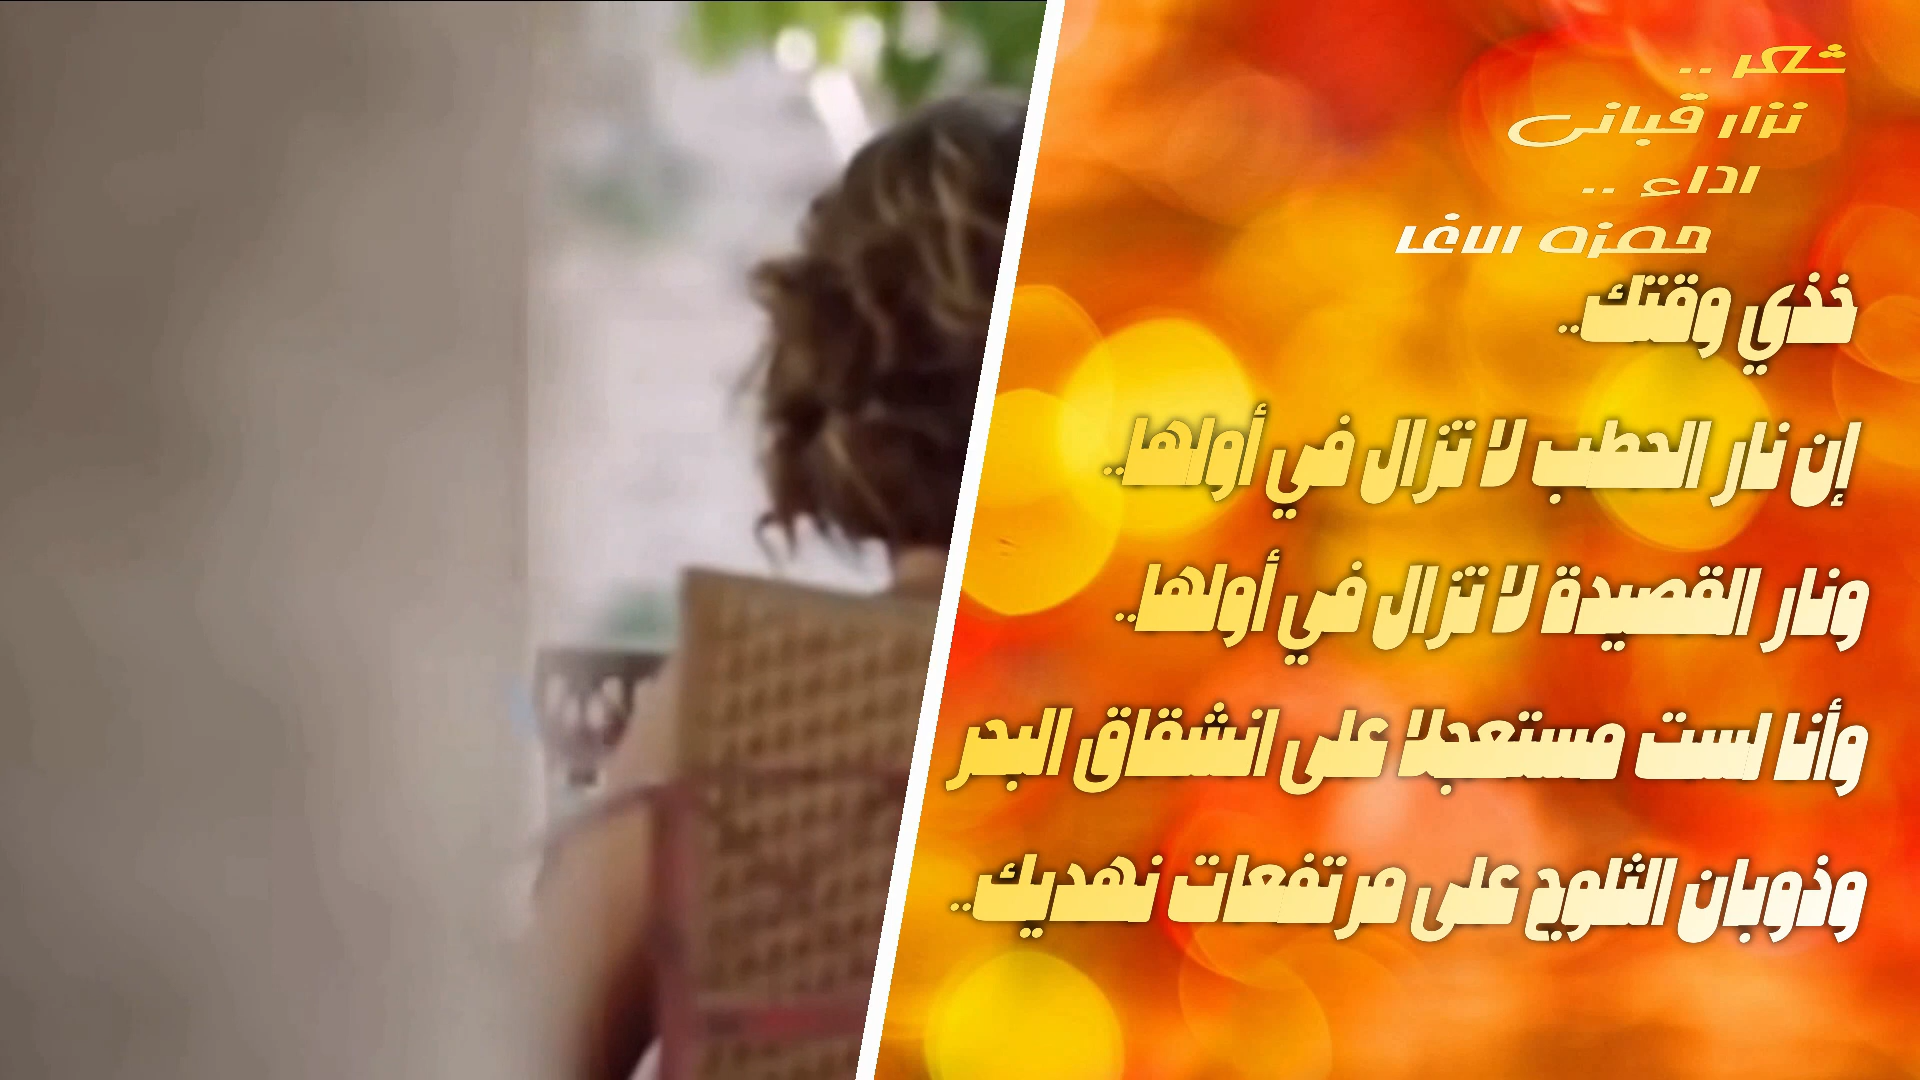 شعر ..
نزار قبانى
اداء ..
حمزه الاغا
خذي وقتك..
إن نار الحطب لا تزال في أولها..
ونار القصيدة لا تزال في أولها..
وأنا لست مستعجلا على انشقاق البحر
وذوبان الثلوج على مرتفعات نهديك..